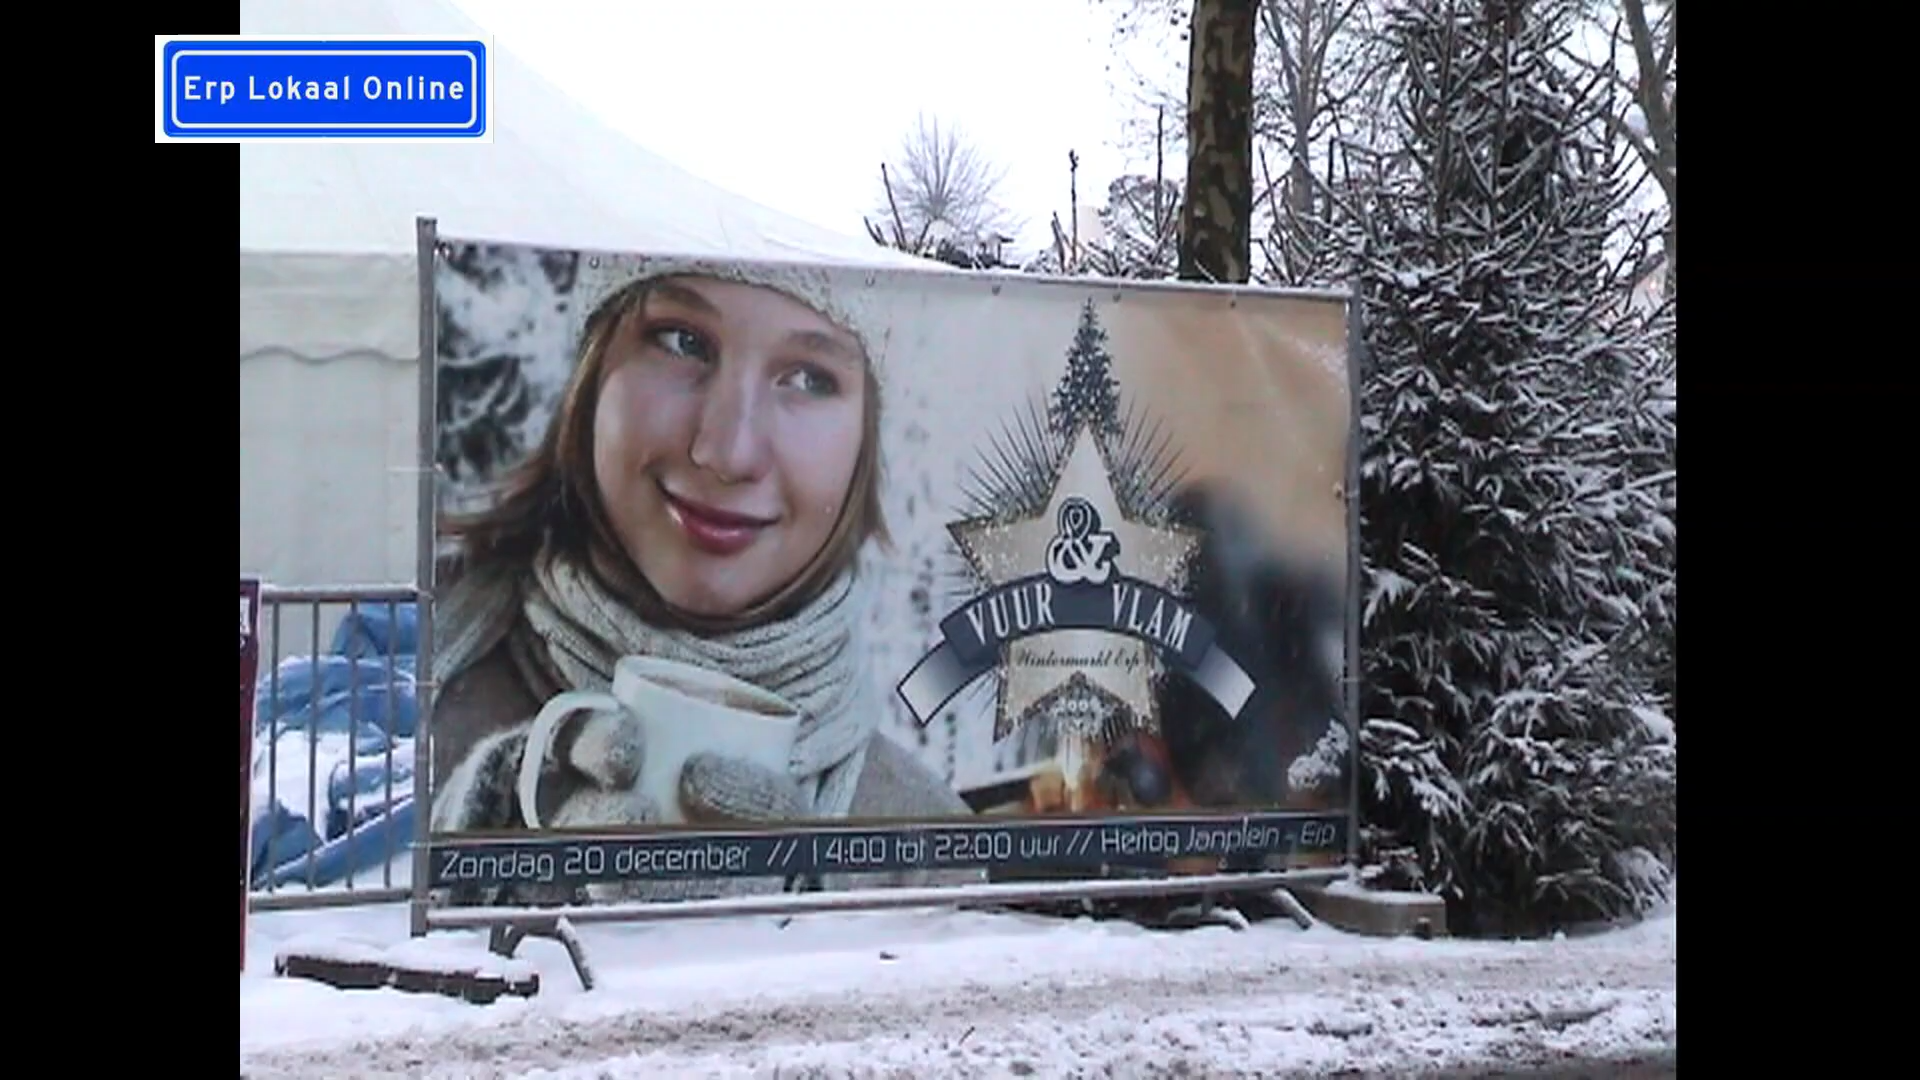 Erp Lokaal Online
&
VUUR VLAM
Wintermarkt Erp
2009
Zondag 20 december // 14:00 tot 22:00 uur // Hertog Janplein - Erp